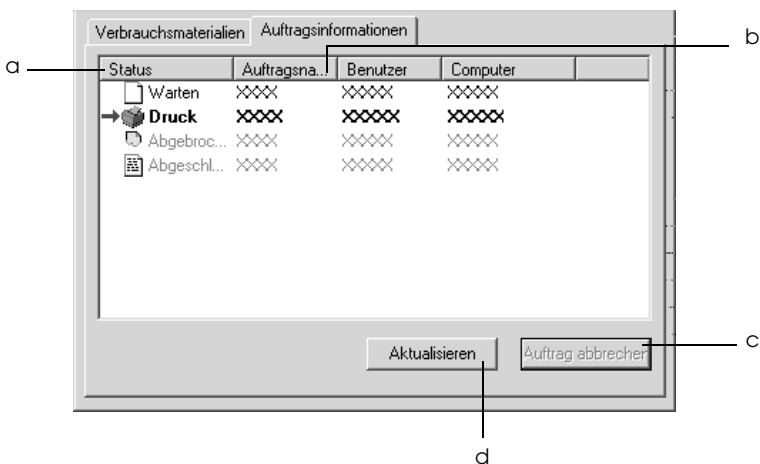 Verbrauchsmaterialien Auftragsinformationen
b
a
Status Auftragsna... Benutzer Computer
Warten XXXX XXXXX XXXXX
Druck XXXX XXXXX XXXXX
Abgebroc... XXXX XXXXX XXXXX
Abgeschl... XXXX XXXXX XXXXX
Aktualisieren Auftrag abbrechen
c
d